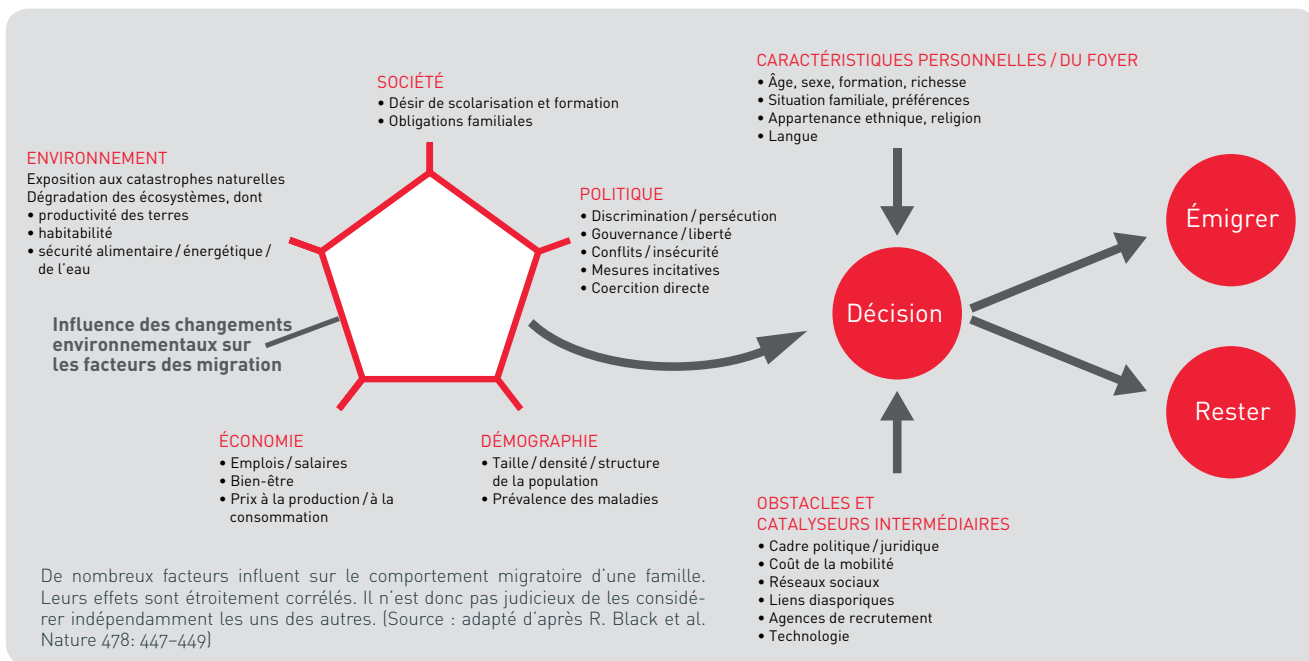 SOCIÉTÉ
• Désir de scolarisation et formation
• Obligations familiales
ENVIRONNEMENT
Exposition aux catastrophes naturelles
Dégradation des écosystèmes, dont
• productivité des terres
• habitabilité
• sécurité alimentaire / énergétique /
de l'eau
POLITIQUE
• Discrimination / persécution
• Gouvernance / liberté
• Conflits / insécurité
• Mesures incitatives
• Coercition directe
Influence des changements
environnementaux sur
les facteurs des migration
ÉCONOMIE
• Emplois / salaires
• Bien-être
• Prix à la production / à la
consommation
DÉMOGRAPHIE
• Taille / densité / structure
de la population
• Prévalence des maladies
CARACTÉRISTIQUES PERSONNELLES / DU FOYER
• Âge, sexe, formation, richesse
• Situation familiale, préférences
• Appartenance ethnique, religion
• Langue
Décision
Émigrer
Rester
OBSTACLES ET
CATALYSEURS INTERMÉDIAIRES
• Cadre politique / juridique
• Coût de la mobilité
• Réseaux sociaux
• Liens diasporiques
• Agences de recrutement
• Technologie
De nombreux facteurs influent sur le comportement migratoire d'une famille.
Leurs effets sont étroitement corrélés. Il n'est donc pas judicieux de les considé-
rer indépendamment les uns des autres. (Source : adapté d'après R. Black et al.
Nature 478: 447–449)